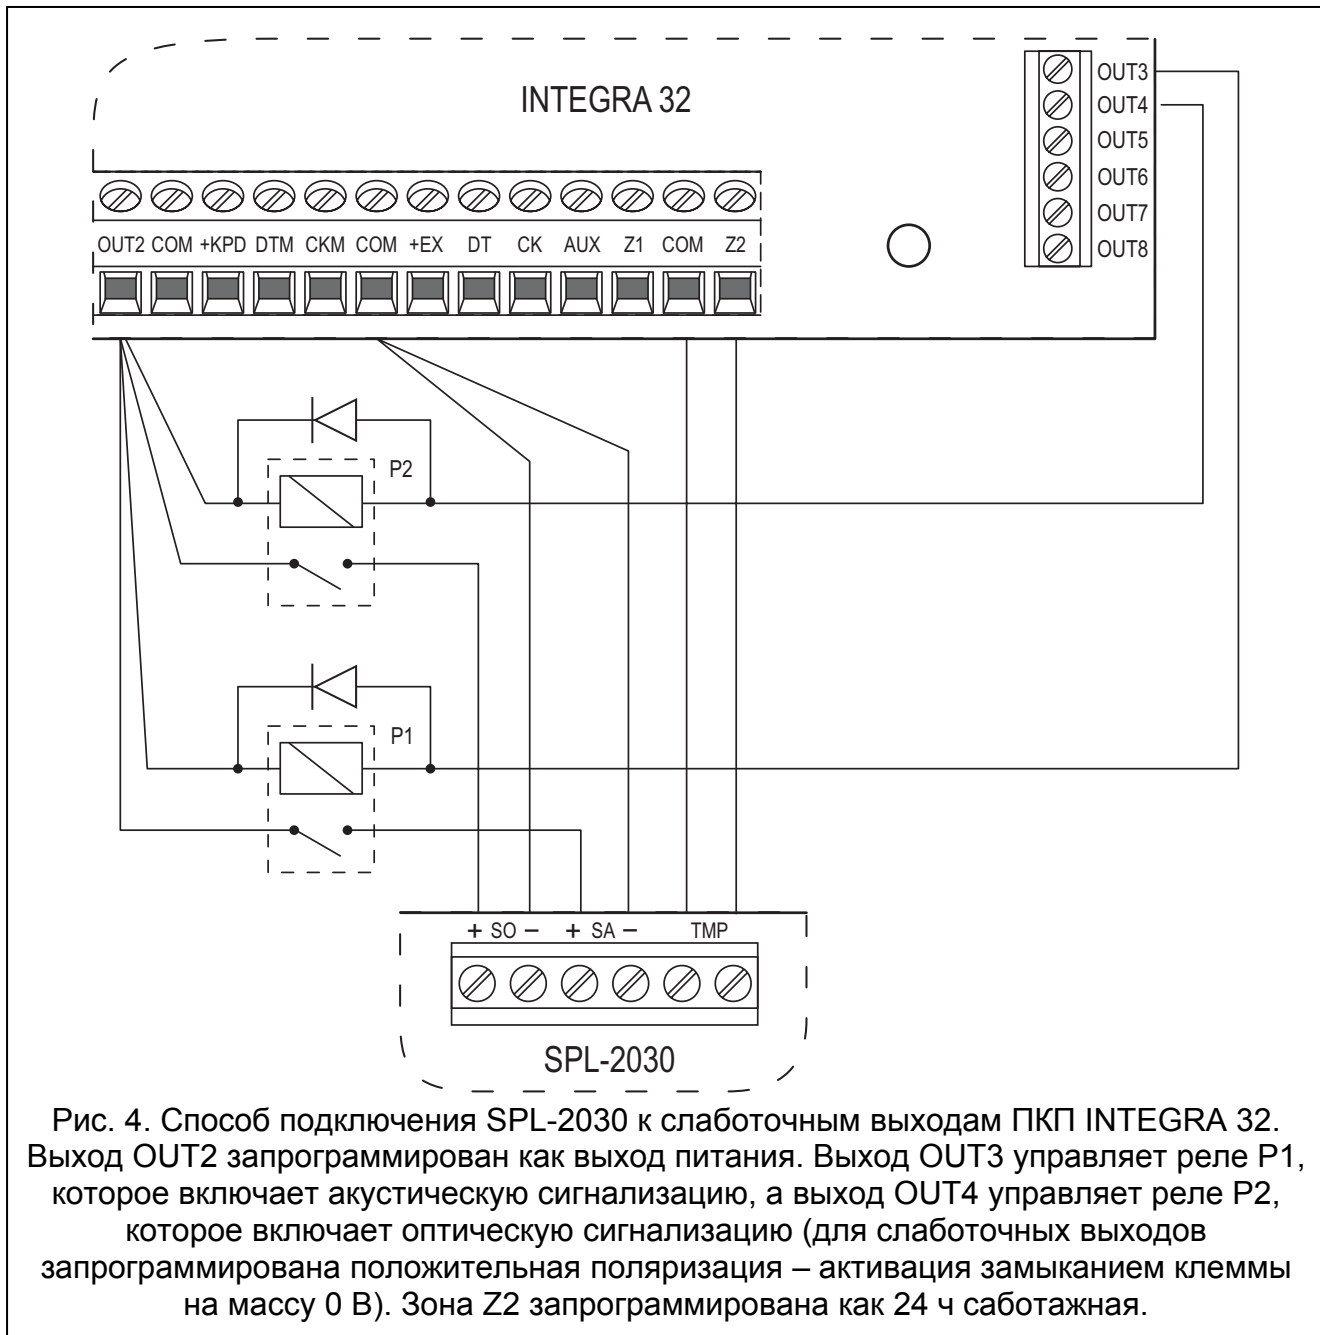 INTEGRA 32
OUT3
OUT4
OUT5
OUT6
OUT7
OUT8
OUT2 COM +KPD DTM CKM COM +EX DT CK AUX Z1 COM Z2
P2
P1
+ SO − + SA − TMP
SPL-2030
Рис. 4. Способ подключения SPL-2030 к слаботочным выходам ПКП INTEGRA 32.
Выход OUT2 запрограммирован как выход питания. Выход OUT3 управляет реле P1,
которое включает акустическую сигнализацию, а выход OUT4 управляет реле P2,
которое включает оптическую сигнализацию (для слаботочных выходов
запрограммирована положительная поляризация – активация замыканием клеммы
на массу 0 В). Зона Z2 запрограммирована как 24 ч саботажная.